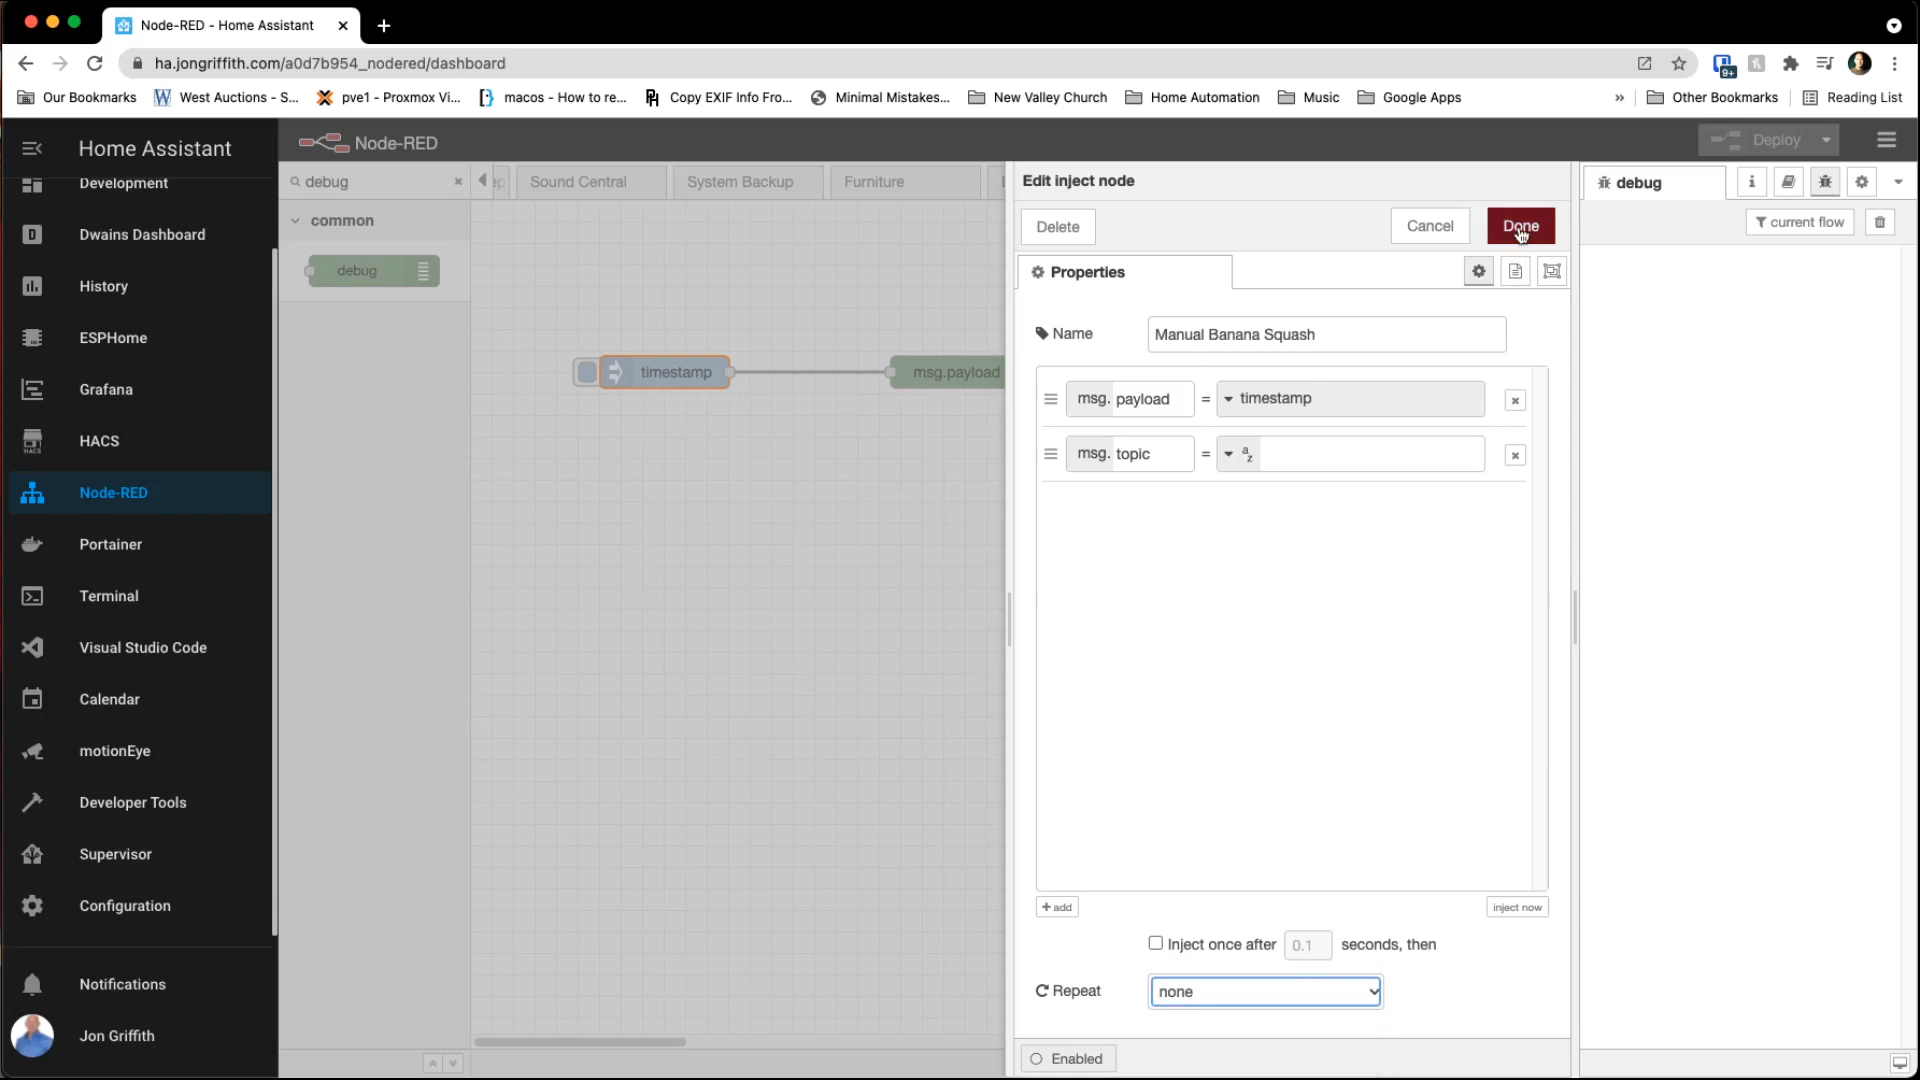 Node-RED - Home Assistant
ha.jongriffith.com/a0d7b954_nodered/dashboard
9+
Our Bookmarks
West Auctions - S...
pve1 - Proxmox Vi...
macos - How to re...
Copy EXIF Info Fro...
Minimal Mistakes...
New Valley Church
Home Automation
Music
Google Apps
»
Other Bookmarks
Reading List
Home Assistant
Development
Dwains Dashboard
History
ESPHome
Grafana
HACS
Node-RED
Portainer
Terminal
Visual Studio Code
Calendar
motionEye
Developer Tools
Supervisor
Configuration
Notifications
Jon Griffith
Node-RED
Deploy
debug
common
debug
Sound Central
System Backup
Furniture
timestamp
msg.payload
Edit inject node
Delete
Cancel
Done
Properties
Name
Manual Banana Squash
msg. payload = timestamp
msg. topic = az
+ add
inject now
Inject once after 0.1 seconds, then
Repeat
none
Enabled
debug
i
current flow